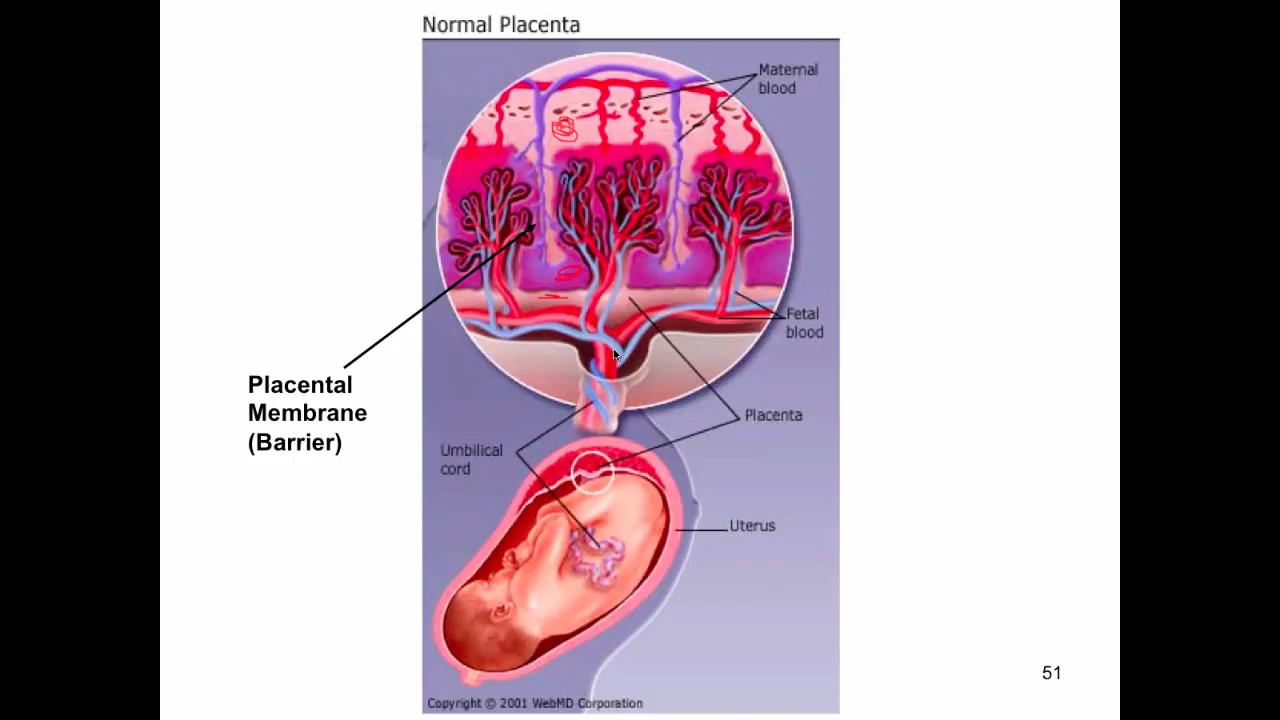 Normal Placenta
Maternal
blood
Fetal
blood
Placental
Membrane
(Barrier)
Placenta
Umbilical
cord
Uterus
51
Copyright © 2001 WebMD Corporation